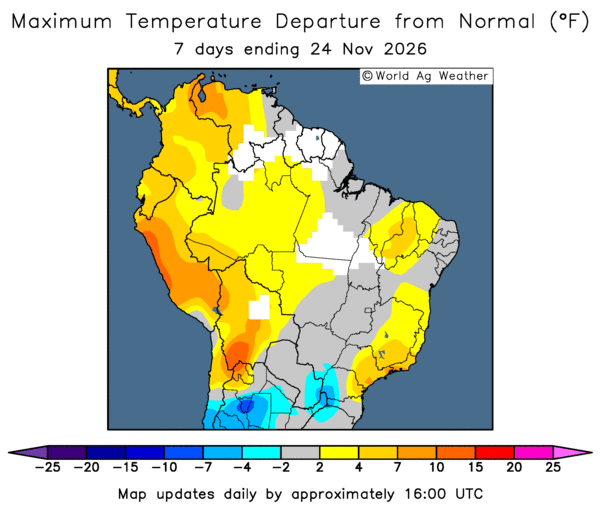 Maximum Temperature Departure from Normal (°F)
7 days ending 24 Nov 2026
©World Ag Weather
−25 −20 −15 −10 −7 −4 −2 2 4 7 10 15 20 25
Map updates daily by approximately 16:00 UTC